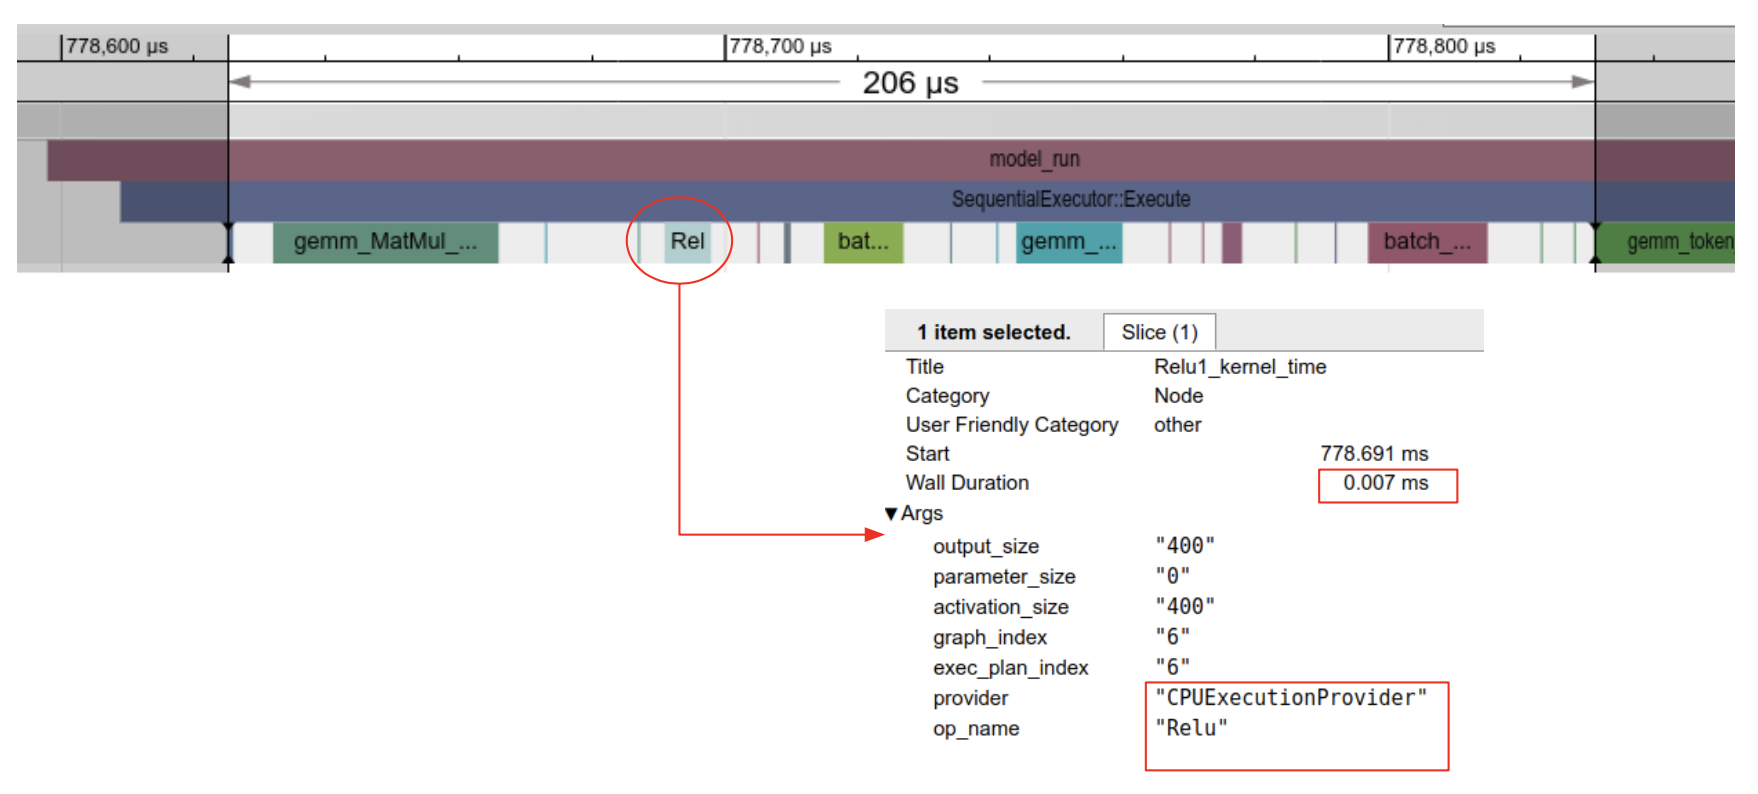 778,600 µs 778,700 µs 778,800 µs
206 µs
model_run
SequentialExecutor::Execute
gemm_MatMul_... Rel bat... gemm_... batch_... gemm_token
1 item selected. Slice (1)
Title Relu1_kernel_time
Category Node
User Friendly Category other
Start 778.691 ms
Wall Duration 0.007 ms
▼Args
output_size "400"
parameter_size "0"
activation_size "400"
graph_index "6"
exec_plan_index "6"
provider "CPUExecutionProvider"
op_name "Relu"